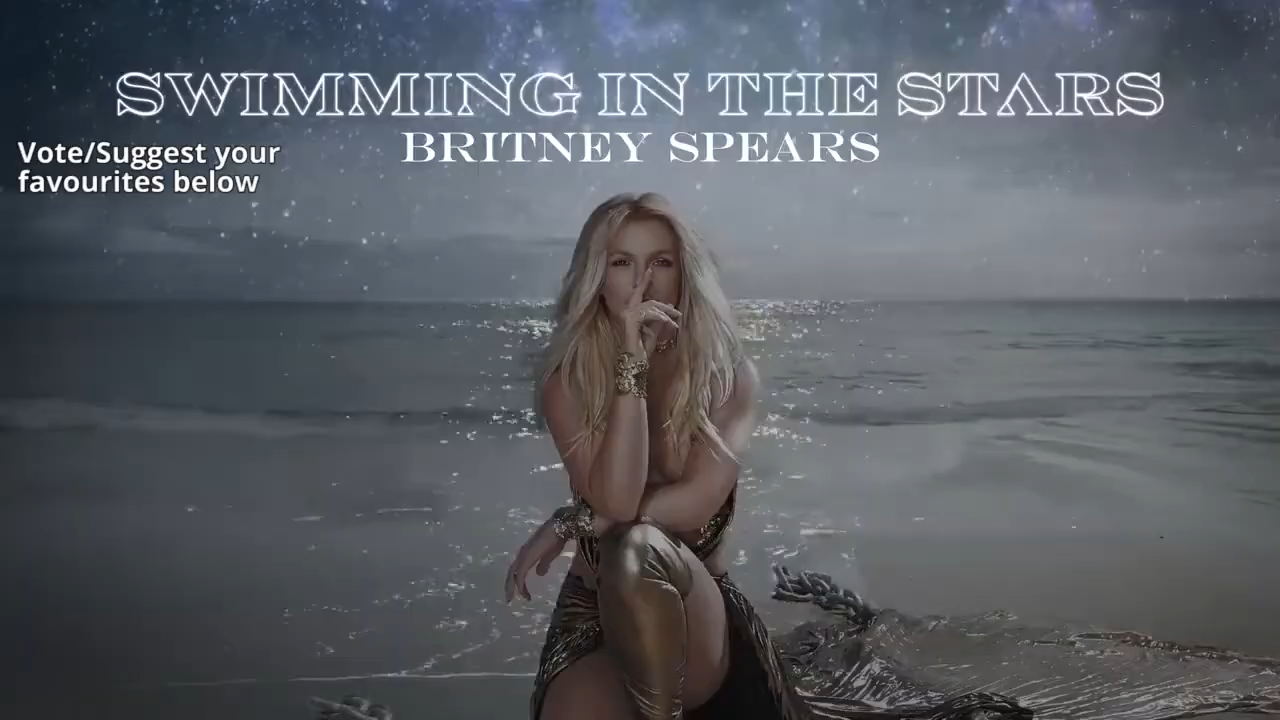 SWIMMING IN THE STARS
BRITNEY SPEARS
Vote/Suggest your
favourites below